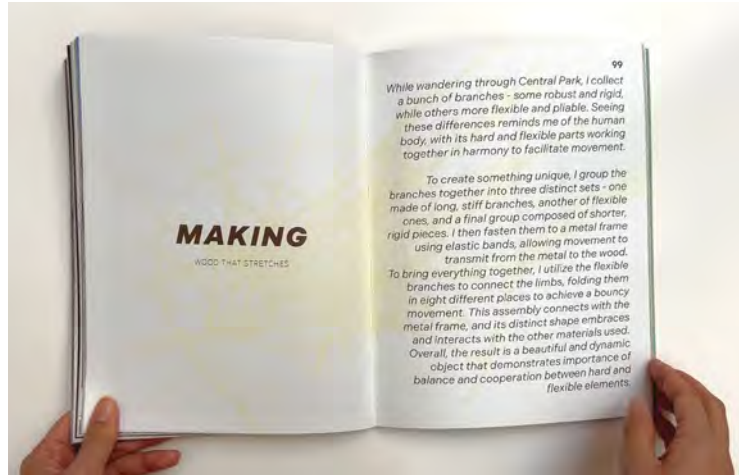 MAKING
WOOD THAT STRETCHES
99
While wandering through Central Park, I collect
a bunch of branches - some robust and rigid,
while others more flexible and pliable. Seeing
these differences reminds me of the human
body, with its hard and flexible parts working
together in harmony to facilitate movement.
To create something unique, I group the
branches together into three distinct sets - one
made of long, stiff branches, another of flexible
ones, and a final group composed of shorter,
rigid pieces. I then fasten them to a metal frame
using elastic bands, allowing movement to
transmit from the metal to the wood.
To bring everything together, I utilize the flexible
branches to connect the limbs, folding them
in eight different places to achieve a bouncy
movement. This assembly connects with the
metal frame, and its distinct shape embraces
and interacts with the other materials used.
Overall, the result is a beautiful and dynamic
object that demonstrates importance of
balance and cooperation between hard and
flexible elements.